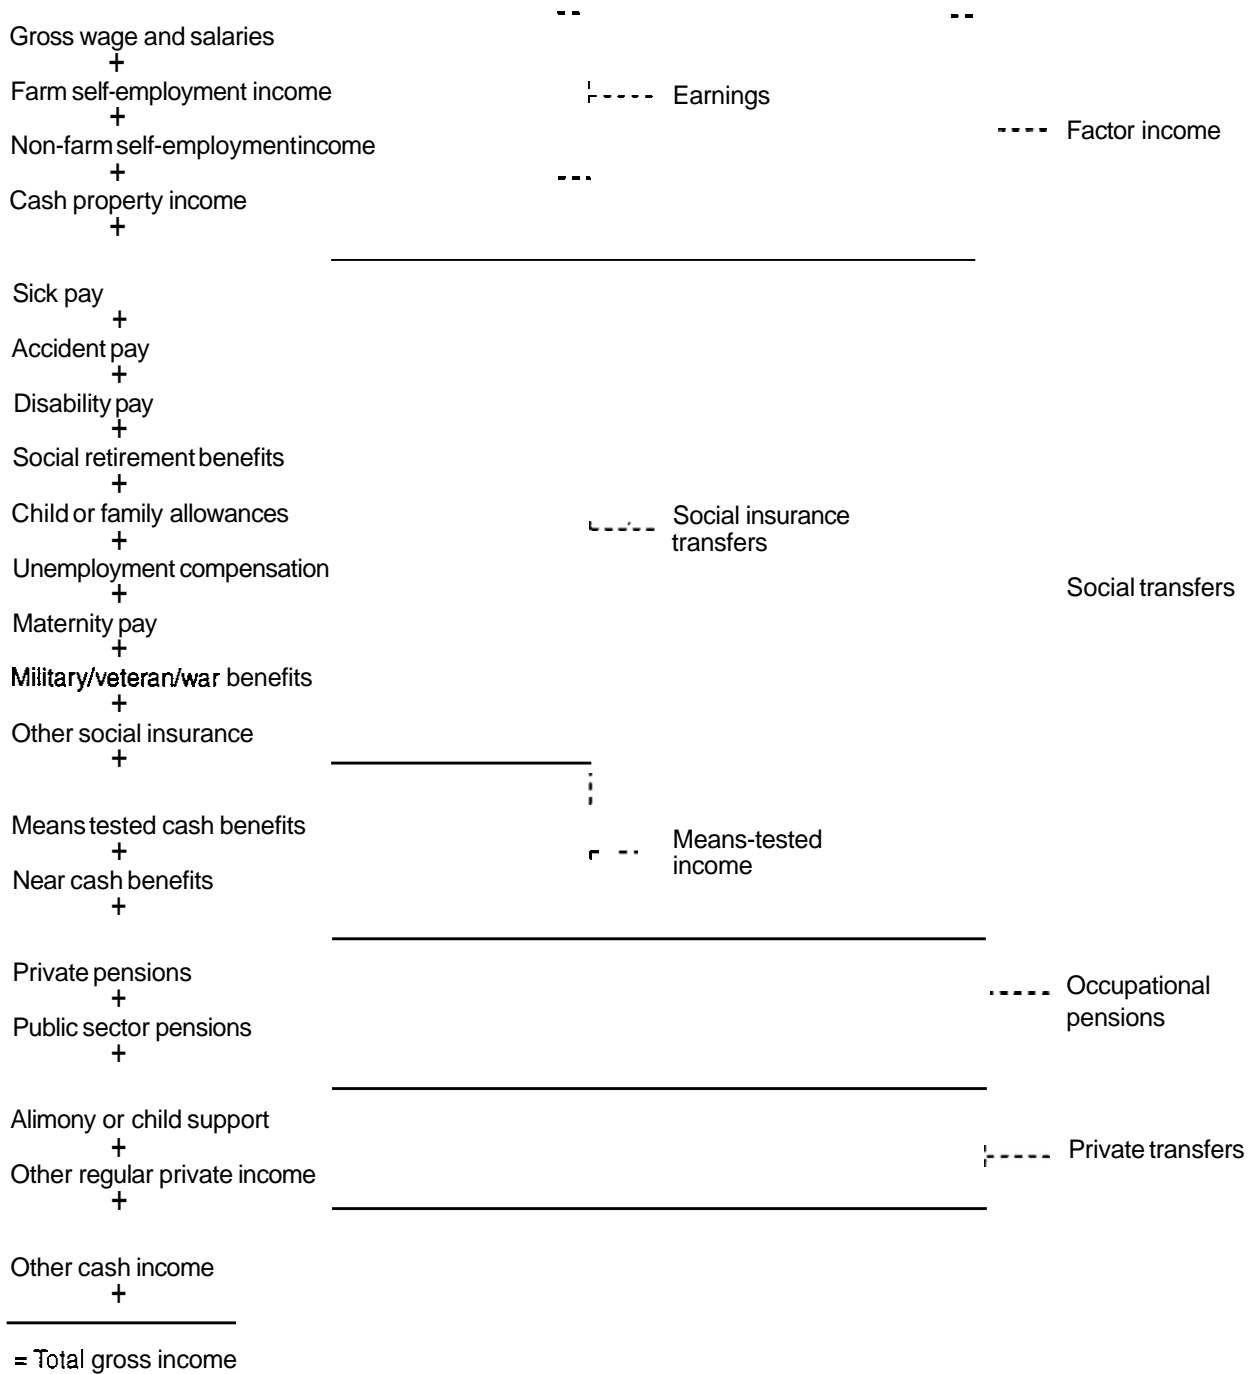 Gross wage and salaries
+
Farm self-employment income
+
Non-farm self-employment income
+
Cash property income
+
Earnings
Factor income
Sick pay
+
Accident pay
+
Disability pay
+
Social retirement benefits
+
Child or family allowances
+
Unemployment compensation
+
Maternity pay
+
Military/veteran/war benefits
+
Other social insurance
+
Social insurance
transfers
Social transfers
Means tested cash benefits
+
Near cash benefits
+
Means-tested
income
Private pensions
+
Public sector pensions
+
Occupational
pensions
Alimony or child support
+
Other regular private income
+
Private transfers
Other cash income
+
= Total gross income